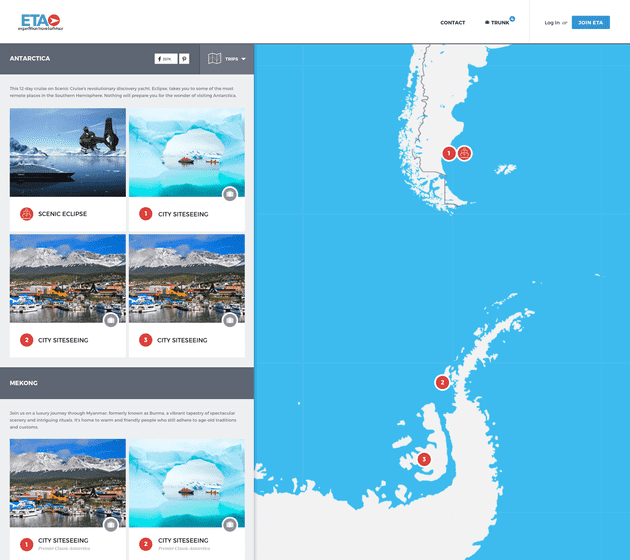 ETA
CONTACT
TRUNK
Log in or
JOIN ETA
ANTARCTICA
TRIPS
This 12-day cruise on Scenic Cruise's revolutionary discovery yacht, Eclipse, takes you to some of the most
remote places in the Southern Hemisphere. Nothing will prepare you for the wonder of visiting Antarctica.
1
SCENIC ECLIPSE
1 CITY SITESEEING
2 CITY SITESEEING
3 CITY SITESEEING
2
MEKONG
Join us on a luxury journey through Myanmar, formerly known as Burma, a vibrant tapestry of spectacular
scenery and intriguing rituals. It's home to warm and friendly people who still adhere to age-old traditions
and customs.
3
1 CITY SITESEEING
2 CITY SITESEEING
Premier Classic Antarctica
Premier Classic Antarctica